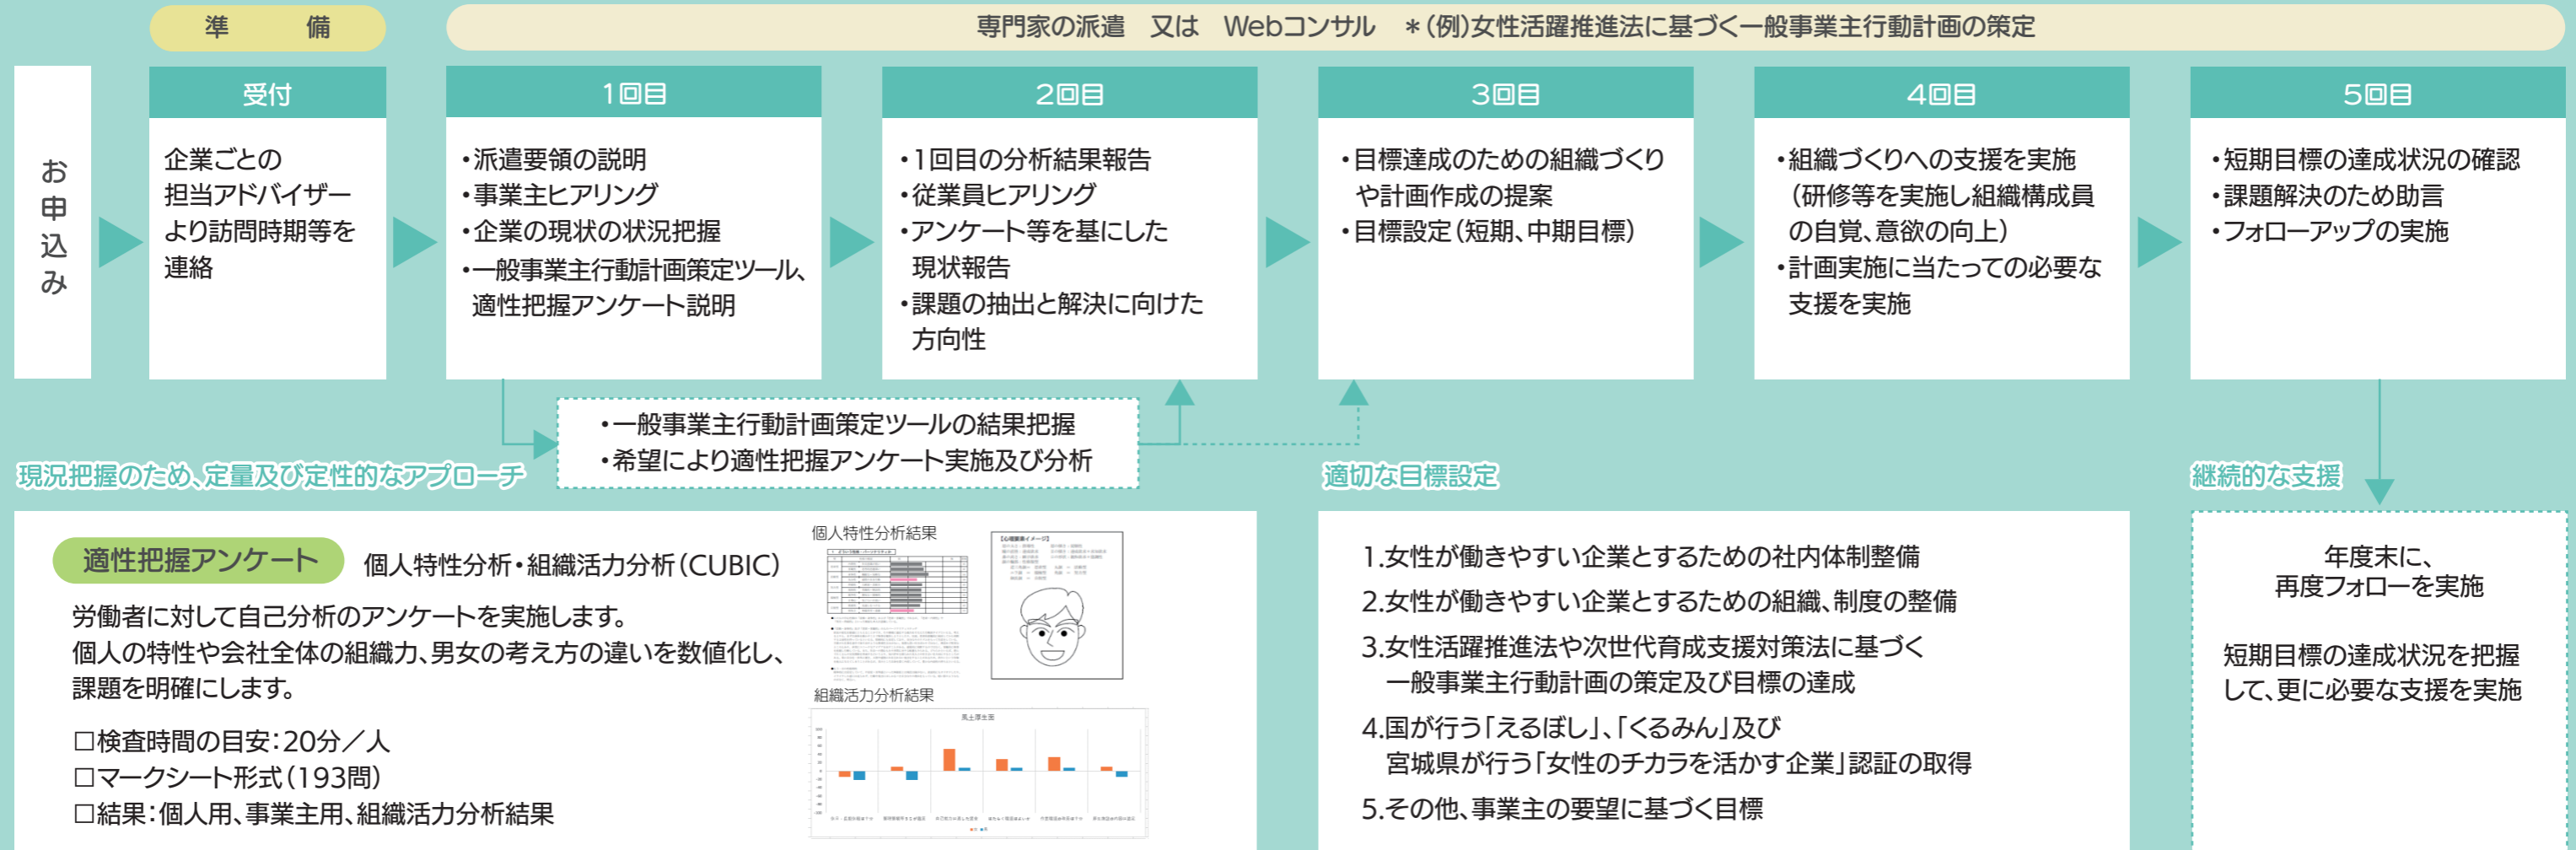 準　備
専門家の派遣　又は　Webコンサル　＊(例)女性活躍推進法に基づく一般事業主行動計画の策定
お申込み
受付
企業ごとの
担当アドバイザー
より訪問時期等を
連絡
1回目
・派遣要領の説明
・事業主ヒアリング
・企業の現状の状況把握
・一般事業主行動計画策定ツール、
適性把握アンケート説明
2回目
・1回目の分析結果報告
・従業員ヒアリング
・アンケート等を基にした
現状報告
・課題の抽出と解決に向けた
方向性
3回目
・目標達成のための組織づくり
や計画作成の提案
・目標設定(短期、中期目標)
4回目
・組織づくりへの支援を実施
(研修等を実施し組織構成員
の自覚、意欲の向上)
・計画実施に当たっての必要な
支援を実施
5回目
・短期目標の達成状況の確認
・課題解決のため助言
・フォローアップの実施
・一般事業主行動計画策定ツールの結果把握
・希望により適性把握アンケート実施及び分析
現況把握のため、定量及び定性的なアプローチ
適性把握アンケート
個人特性分析・組織活力分析(CUBIC)
労働者に対して自己分析のアンケートを実施します。
個人の特性や会社全体の組織力、男女の考え方の違いを数値化し、
課題を明確にします。
□検査時間の目安：20分／人
□マークシート形式(193問)
□結果：個人用、事業主用、組織活力分析結果
個人特性分析結果
組織活力分析結果
風土厚生面
適切な目標設定
1.女性が働きやすい企業とするための社内体制整備
2.女性が働きやすい企業とするための組織、制度の整備
3.女性活躍推進法や次世代育成支援対策法に基づく
一般事業主行動計画の策定及び目標の達成
4.国が行う「えるぼし」、「くるみん」及び
宮城県が行う「女性のチカラを活かす企業」認証の取得
5.その他、事業主の要望に基づく目標
継続的な支援
年度末に、
再度フォローを実施
短期目標の達成状況を把握
して、更に必要な支援を実施